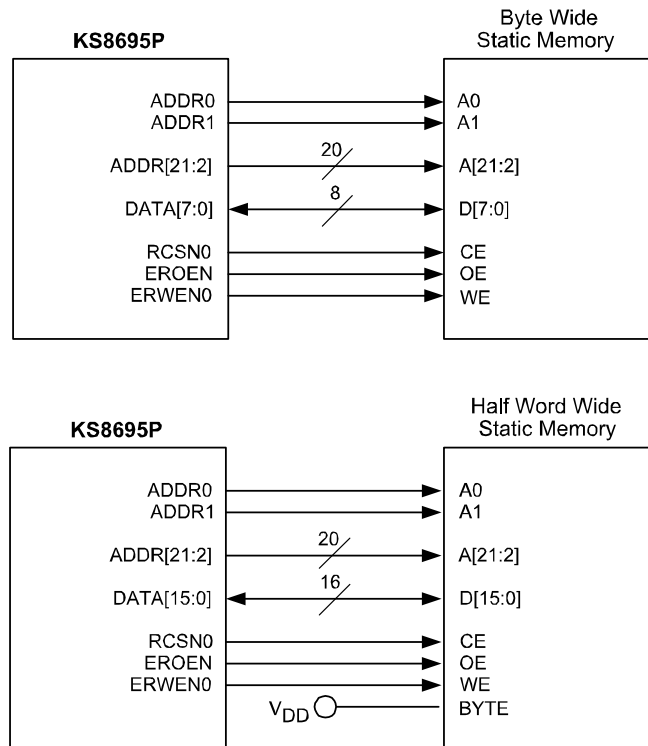 KS8695P
Byte Wide
Static Memory
ADDR0
A0
ADDR1
A1
ADDR[21:2]
20
A[21:2]
DATA[7:0]
8
D[7:0]
RCSN0
CE
EROEN
OE
ERWEN0
WE
KS8695P
Half Word Wide
Static Memory
ADDR0
A0
ADDR1
A1
ADDR[21:2]
20
A[21:2]
DATA[15:0]
16
D[15:0]
RCSN0
CE
EROEN
OE
ERWEN0
WE
VDD
BYTE